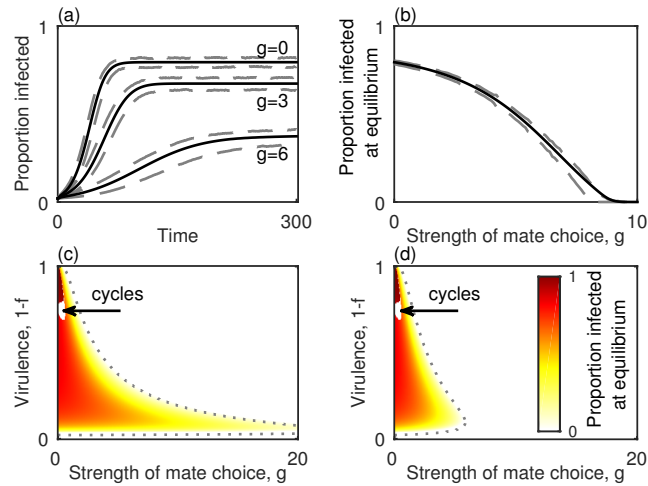 (a)
1
Proportion infected
0
g=0
g=3
g=6
0
300
Time
(b)
1
Proportion infected
at equilibrium
0
0
10
Strength of mate choice, g
(c)
1
Virulence, 1-f
0
cycles
0
20
Strength of mate choice, g
(d)
1
Virulence, 1-f
0
cycles
1
0
Proportion infected
at equilibrium
0
20
Strength of mate choice, g